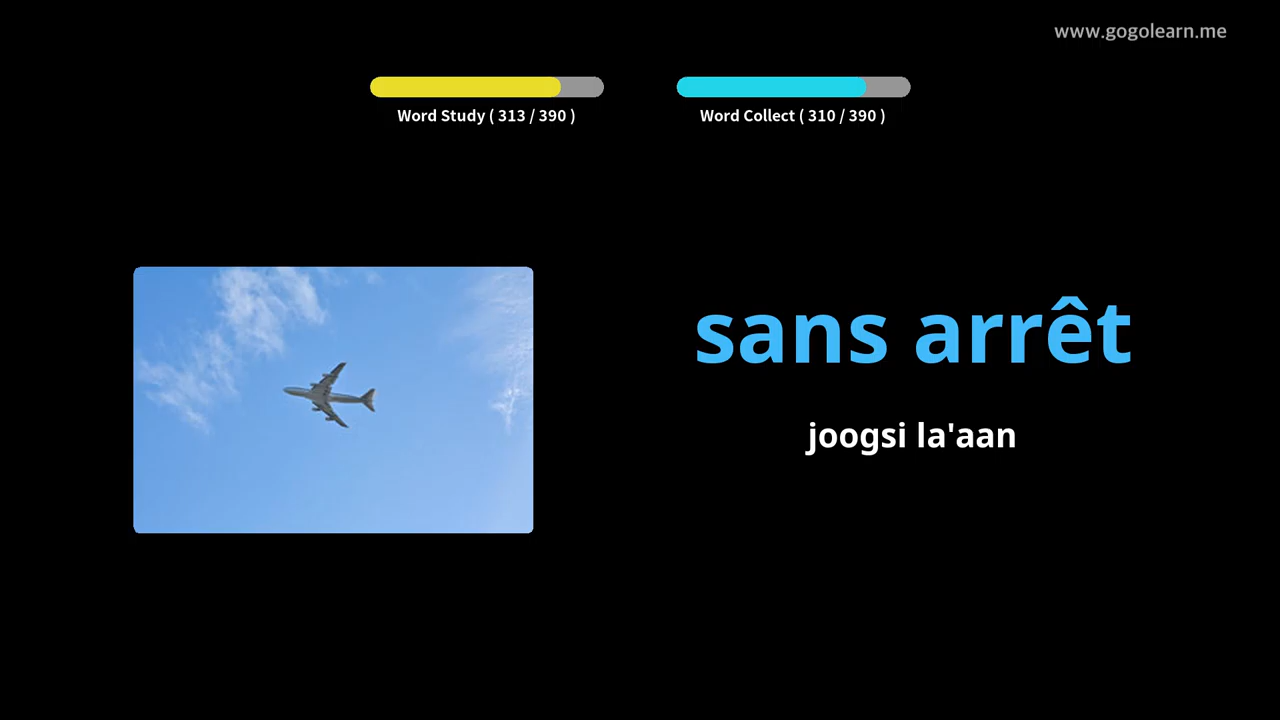 www.gogolearn.me
Word Study ( 313 / 390 )
Word Collect ( 310 / 390 )
sans arrêt
joogsi la'aan